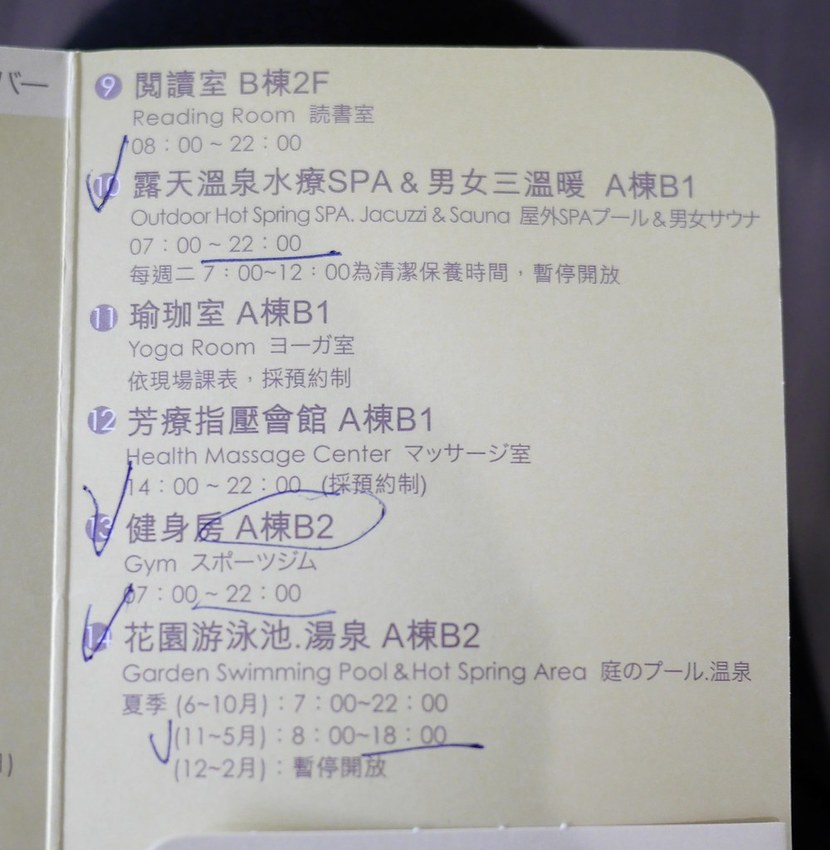 バー
9 閱讀室 B棟2F
Reading Room 読書室
08:00 ~ 22:00
10 露天溫泉水療SPA & 男女三溫暖 A棟B1
Outdoor Hot Spring SPA. Jacuzzi & Sauna 屋外SPAプール&男女サウナ
07:00 ~ 22:00
每週二 7:00~12:00為清潔保養時間,暫停開放
11 瑜珈室 A棟B1
Yoga Room ヨーガ室
依現場課表,採預約制
12 芳療指壓會館 A棟B1
Health Massage Center マッサージ室
14:00 ~ 22:00 (採預約制)
13 健身房 A棟B2
Gym スポーツジム
07:00 ~ 22:00
14 花園游泳池.湯泉 A棟B2
Garden Swimming Pool & Hot Spring Area 庭のプール.温泉
夏季 (6~10月):7:00~22:00
(11~5月):8:00~18:00
(12~2月):暫停開放